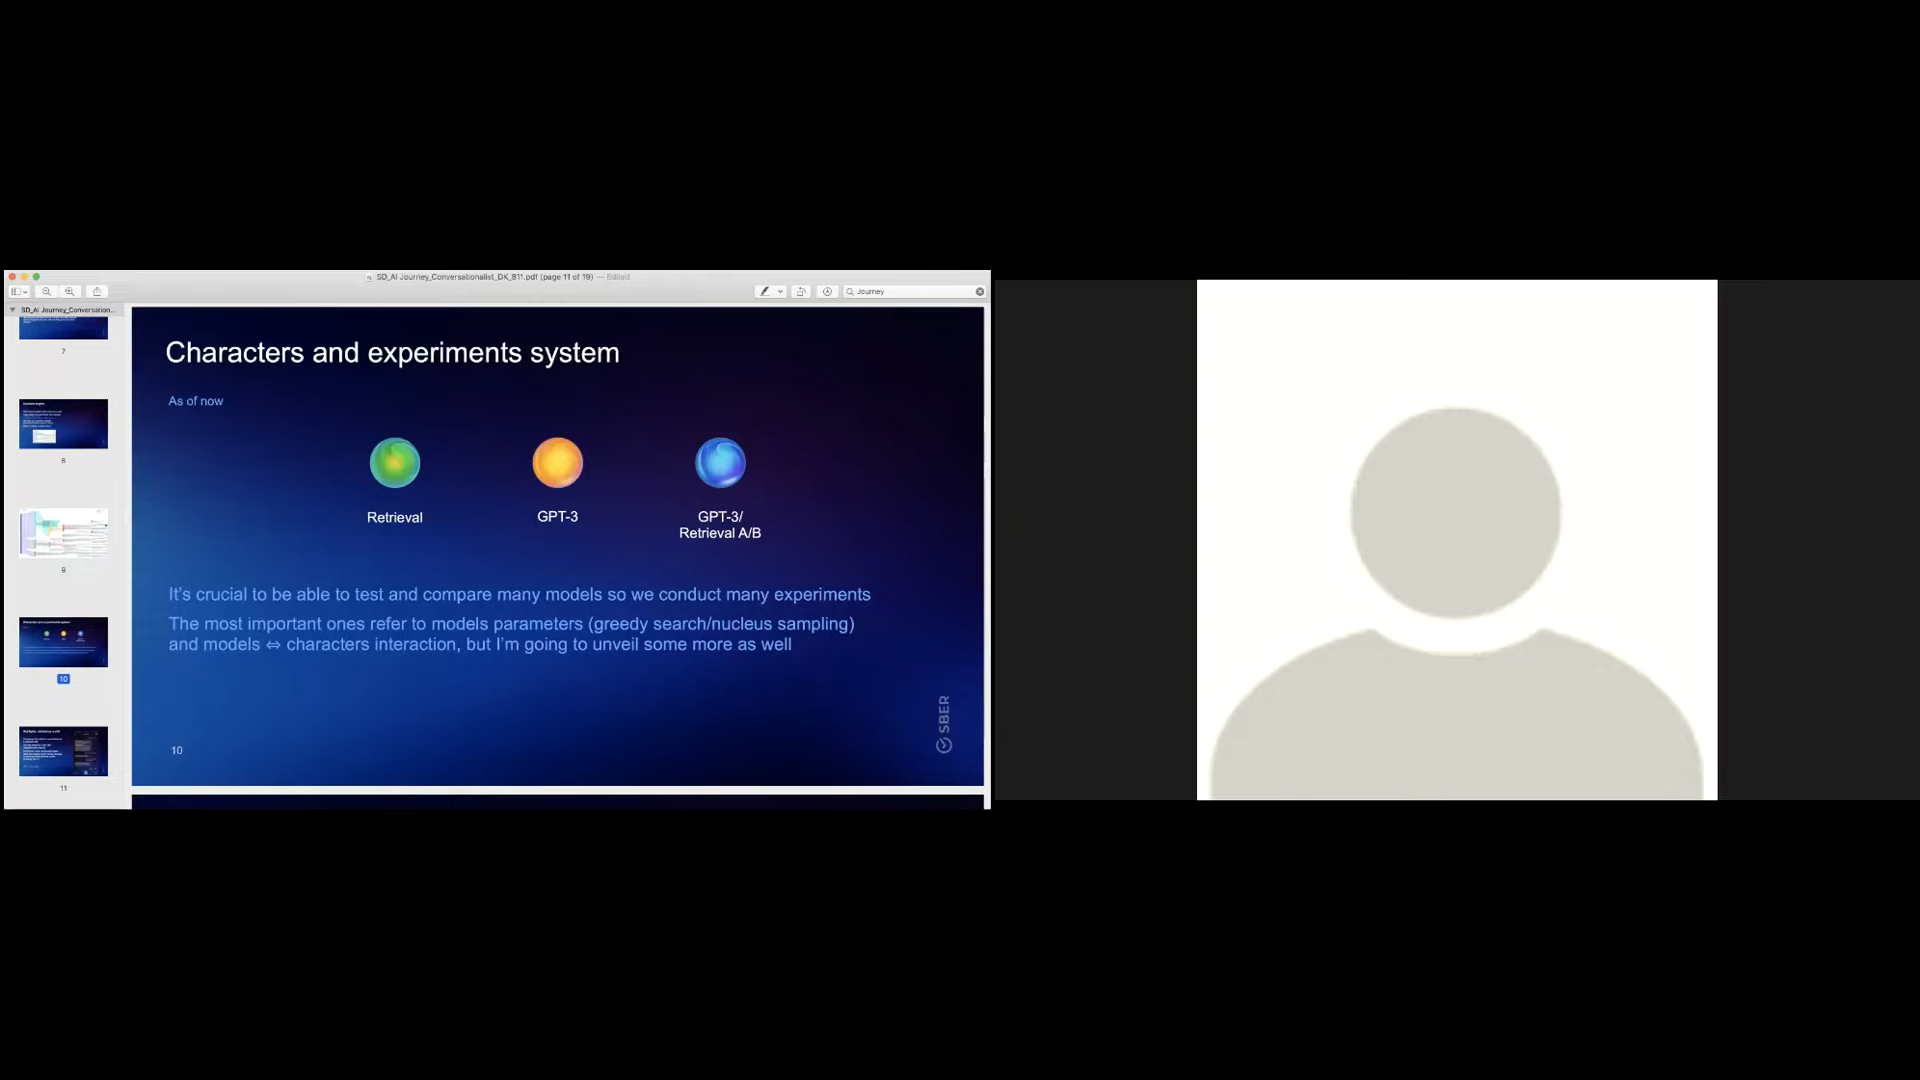 SD_AI Journey_Conversationalist_DK_811.pdf (page 11 of 19) — Edited
Journey
SD_AI Journey_Conversation...
7
8
9
10
11
Characters and experiments system
As of now
Retrieval
GPT-3
GPT-3/
Retrieval A/B
It's crucial to be able to test and compare many models so we conduct many experiments
The most important ones refer to models parameters (greedy search/nucleus sampling)
and models ⇔ characters interaction, but I'm going to unveil some more as well
SBER
10